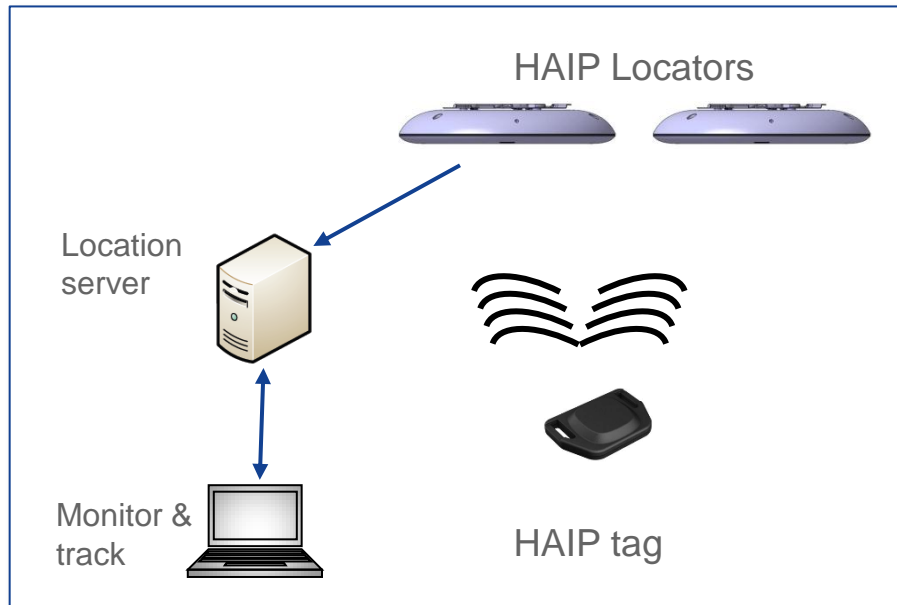 HAIP Locators
Location
server
Monitor &
track
HAIP tag